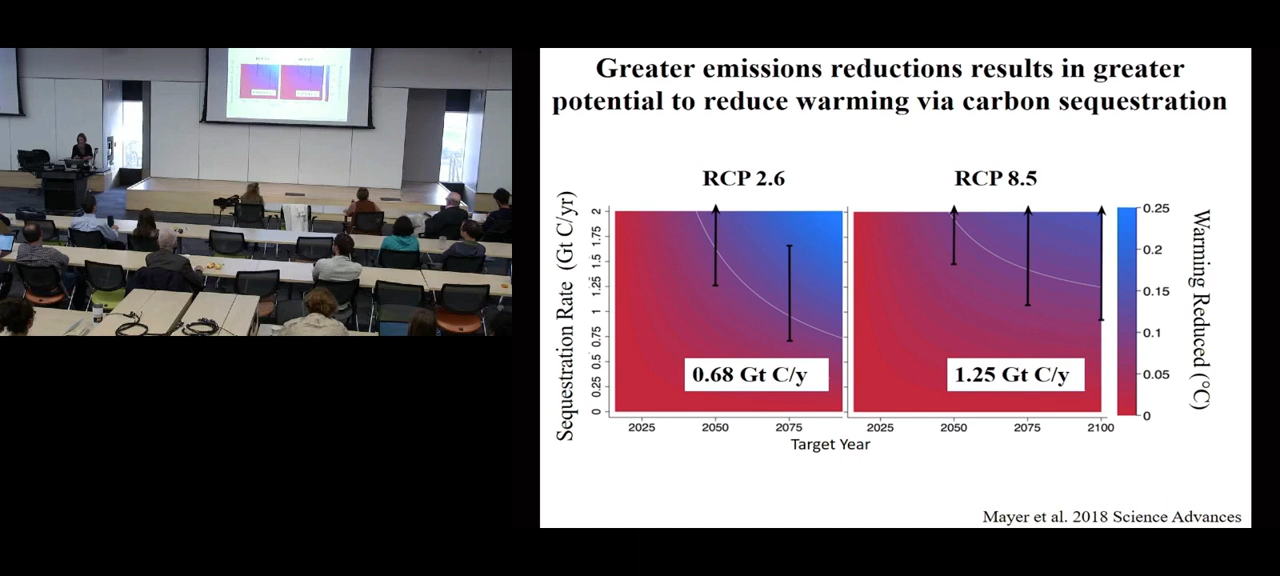 Greater emissions reductions results in greater
potential to reduce warming via carbon sequestration
RCP 2.6
RCP 8.5
Sequestration Rate (Gt C/yr)
2
1.75
1.5
1.25
1
0.75
0.5
0.25
0
0.68 Gt C/y
1.25 Gt C/y
2025
2050
2075
2025
2050
2075
2100
Target Year
0.25
0.2
0.15
0.1
0.05
0
Warming Reduced (°C)
Mayer et al. 2018 Science Advances